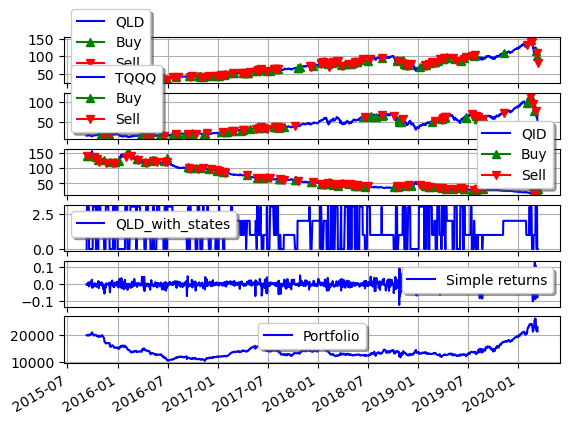 QLD
Buy
Sell
150
100
50
TQQQ
Buy
Sell
100
50
QID
Buy
Sell
150
100
50
QLD_with_states
2.5
0.0
Simple returns
0.1
0.0
−0.1
Portfolio
20000
10000
2015-07
2016-01
2016-07
2017-01
2017-07
2018-01
2018-07
2019-01
2019-07
2020-01